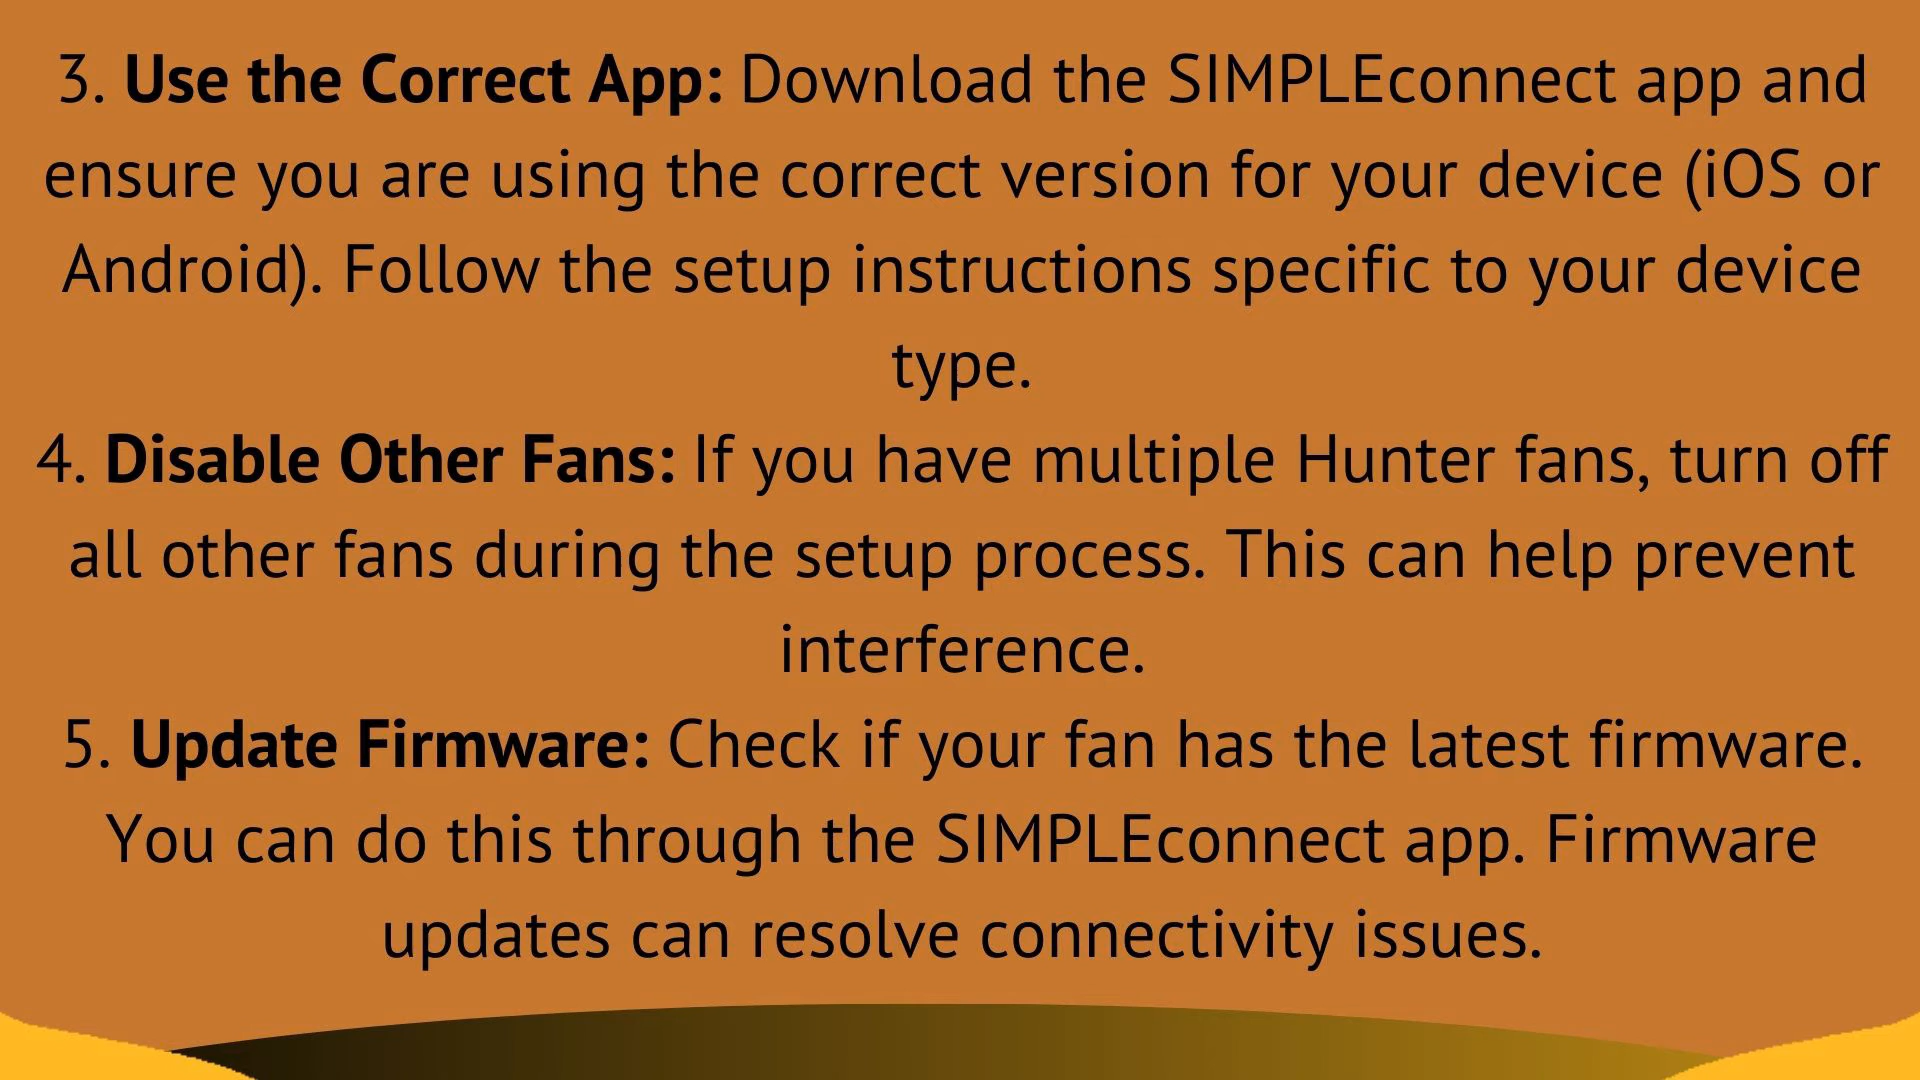 3. Use the Correct App: Download the SIMPLEconnect app and
ensure you are using the correct version for your device (iOS or
Android). Follow the setup instructions specific to your device
type.
4. Disable Other Fans: If you have multiple Hunter fans, turn off
all other fans during the setup process. This can help prevent
interference.
5. Update Firmware: Check if your fan has the latest firmware.
You can do this through the SIMPLEconnect app. Firmware
updates can resolve connectivity issues.